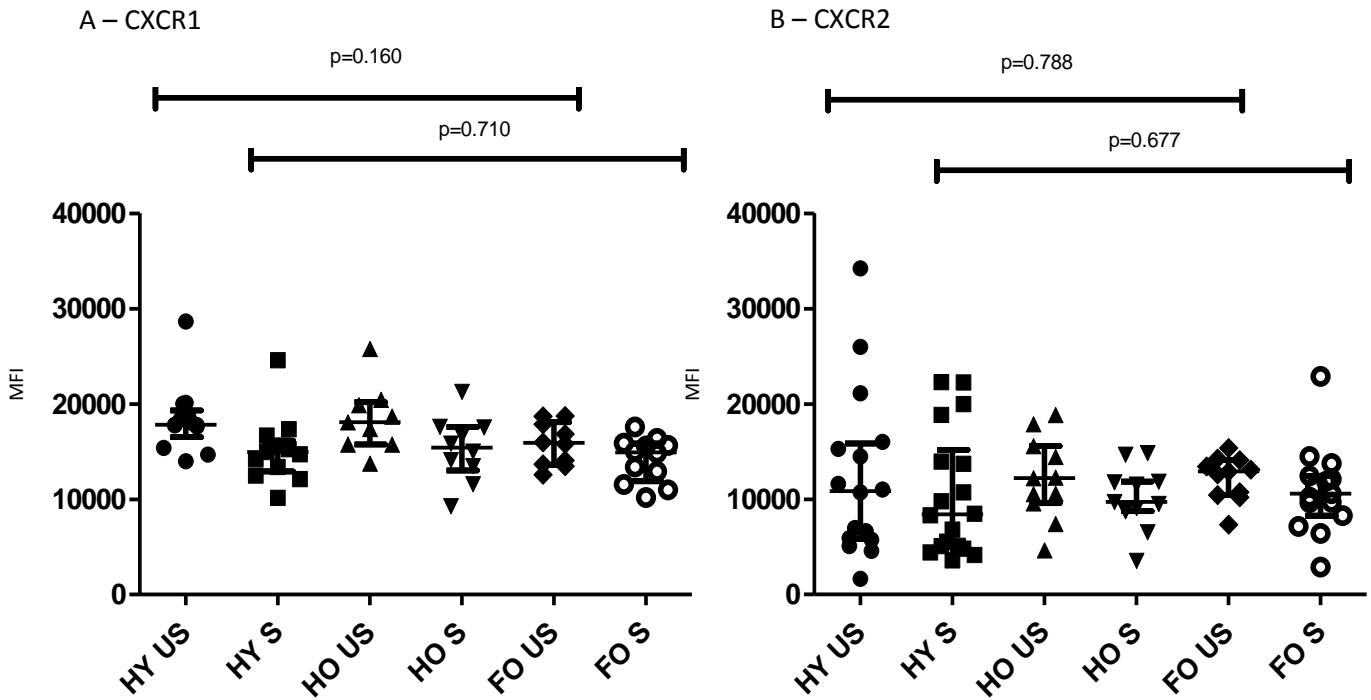 A – CXCR1
p=0.160
p=0.710
40000
30000
20000
10000
0
MFI
HY US
HY S
HO US
HO S
FO US
FO S
B – CXCR2
p=0.788
p=0.677
40000
30000
20000
10000
0
MFI
HY US
HY S
HO US
HO S
FO US
FO S